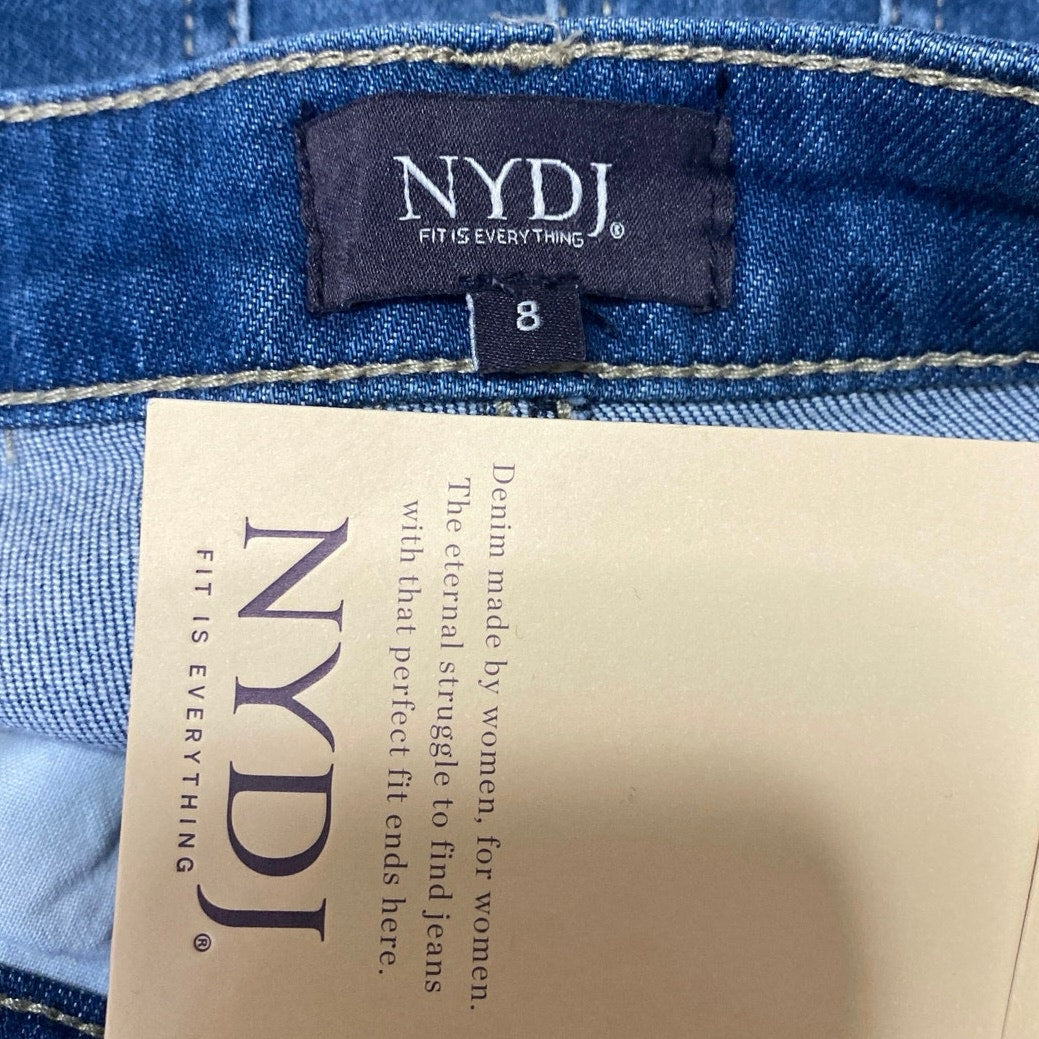 NYDJ®
FIT IS EVERYTHING
8
Denim made by women, for women.
The eternal struggle to find jeans
with that perfect fit ends here.
NYDJ®
FIT IS EVERYTHING